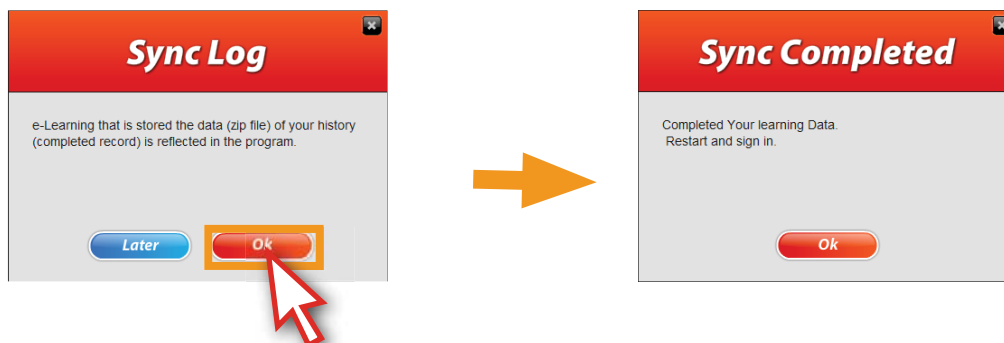 Sync Log
e-Learning that is stored the data (zip file) of your history
(completed record) is reflected in the program.
Later
Ok
Sync Completed
Completed Your learning Data.
Restart and sign in.
Ok